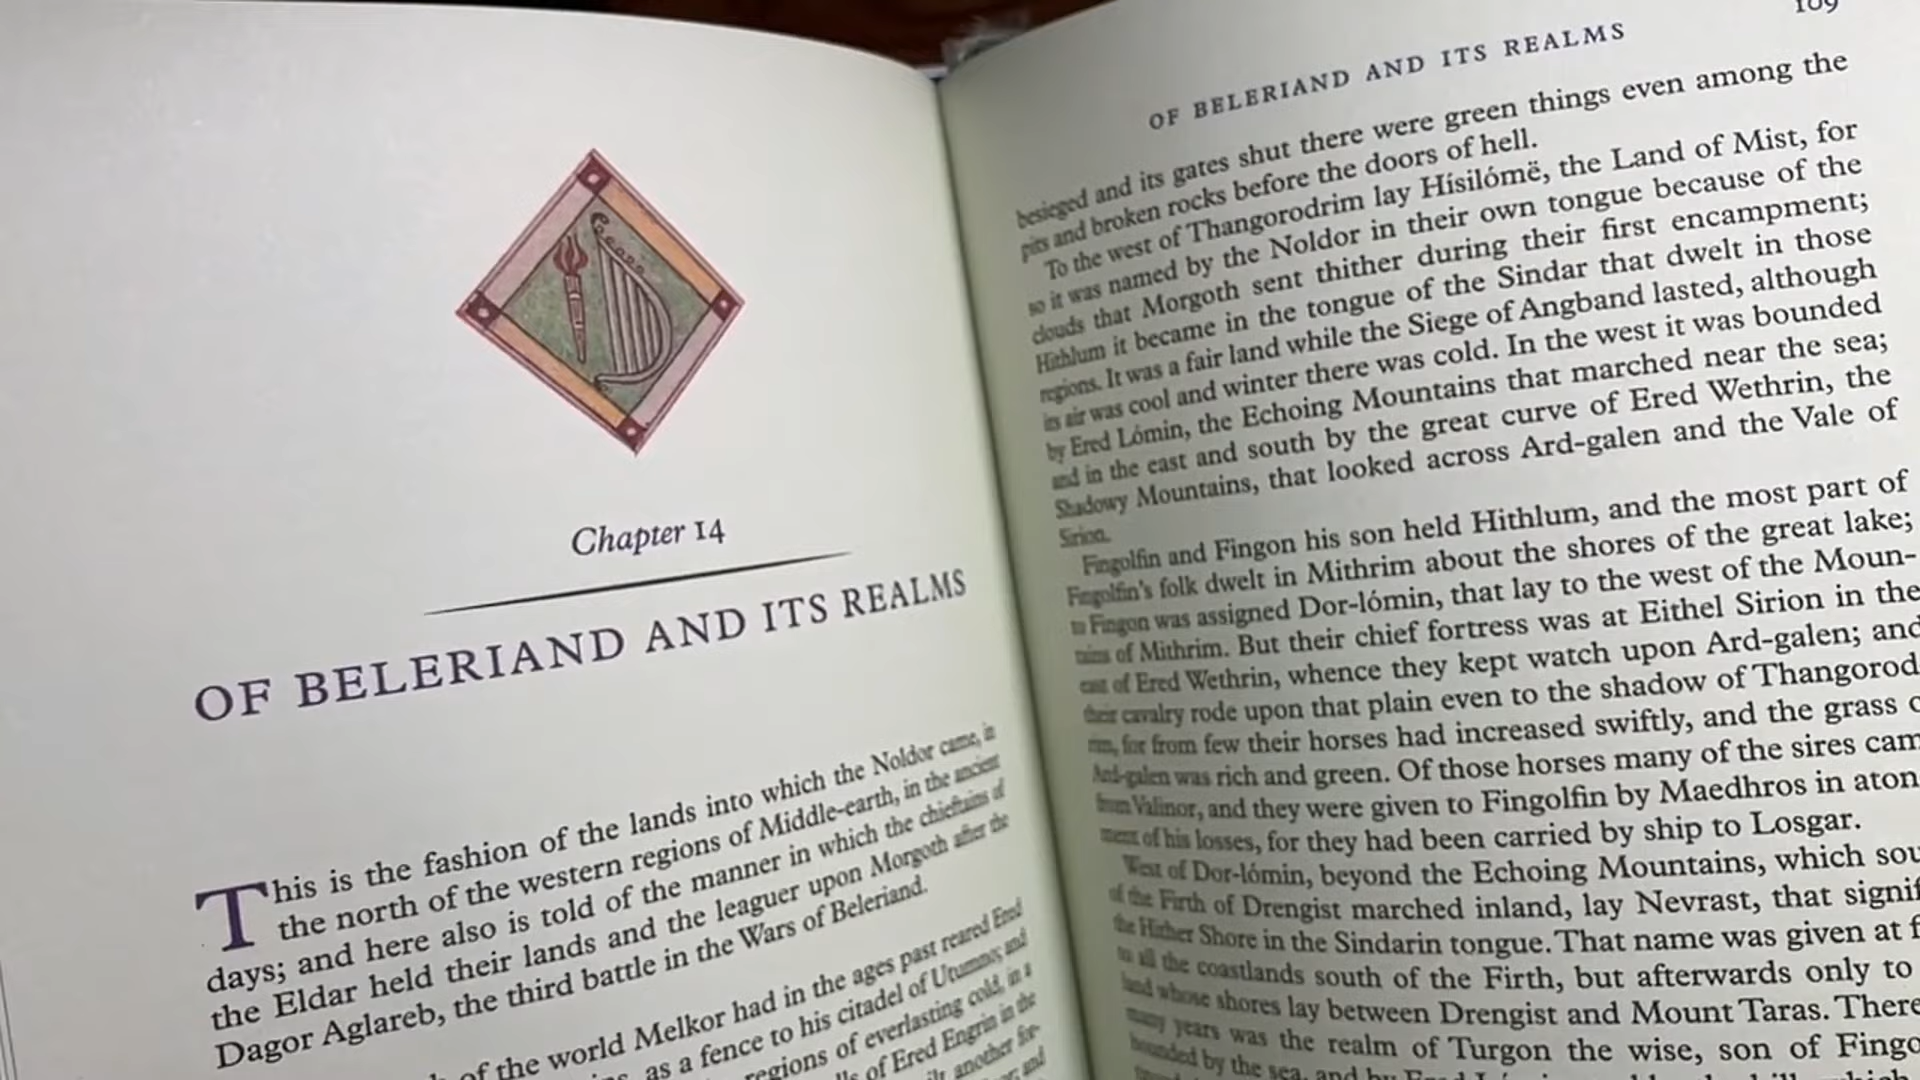 Chapter 14
OF BELERIAND AND ITS REALMS
This is the fashion of the lands into which the Noldor came, in
the north of the western regions of Middle-earth, in the ancient
days; and here also is told of the manner in which the chieftains of
the Eldar held their lands and the leaguer upon Morgoth after the
Dagor Aglareb, the third battle in the Wars of Beleriand.
of the world Melkor had in the ages past reared Ered
as a fence to his citadel of Utumno; and
regions of everlasting cold, in a
of Ered Engrin in the
another for-
and
109
OF BELERIAND AND ITS REALMS
besieged and its gates shut there were green things even among the
pits and broken rocks before the doors of hell.
To the west of Thangorodrim lay Hísilómë, the Land of Mist, for
so it was named by the Noldor in their own tongue because of the
clouds that Morgoth sent thither during their first encampment;
Hithlum it became in the tongue of the Sindar that dwelt in those
regions. It was a fair land while the Siege of Angband lasted, although
its air was cool and winter there was cold. In the west it was bounded
by Ered Lómin, the Echoing Mountains that marched near the sea;
and in the east and south by the great curve of Ered Wethrin, the
Shadowy Mountains, that looked across Ard-galen and the Vale of
Sirion.
Fingolfin and Fingon his son held Hithlum, and the most part of
Fingolfin's folk dwelt in Mithrim about the shores of the great lake;
to Fingon was assigned Dor-lómin, that lay to the west of the Moun-
tains of Mithrim. But their chief fortress was at Eithel Sirion in the
east of Ered Wethrin, whence they kept watch upon Ard-galen; and
their cavalry rode upon that plain even to the shadow of Thangorod
rim, for from few their horses had increased swiftly, and the grass o
Ard-galen was rich and green. Of those horses many of the sires cam
from Valinor, and they were given to Fingolfin by Maedhros in aton
ment of his losses, for they had been carried by ship to Losgar.
West of Dor-lómin, beyond the Echoing Mountains, which sou
of the Firth of Drengist marched inland, lay Nevrast, that signif
the Hither Shore in the Sindarin tongue. That name was given at f
to all the coastlands south of the Firth, but afterwards only to
land whose shores lay between Drengist and Mount Taras. There
many years was the realm of Turgon the wise, son of Fingo
bounded by the sea, and by Ered